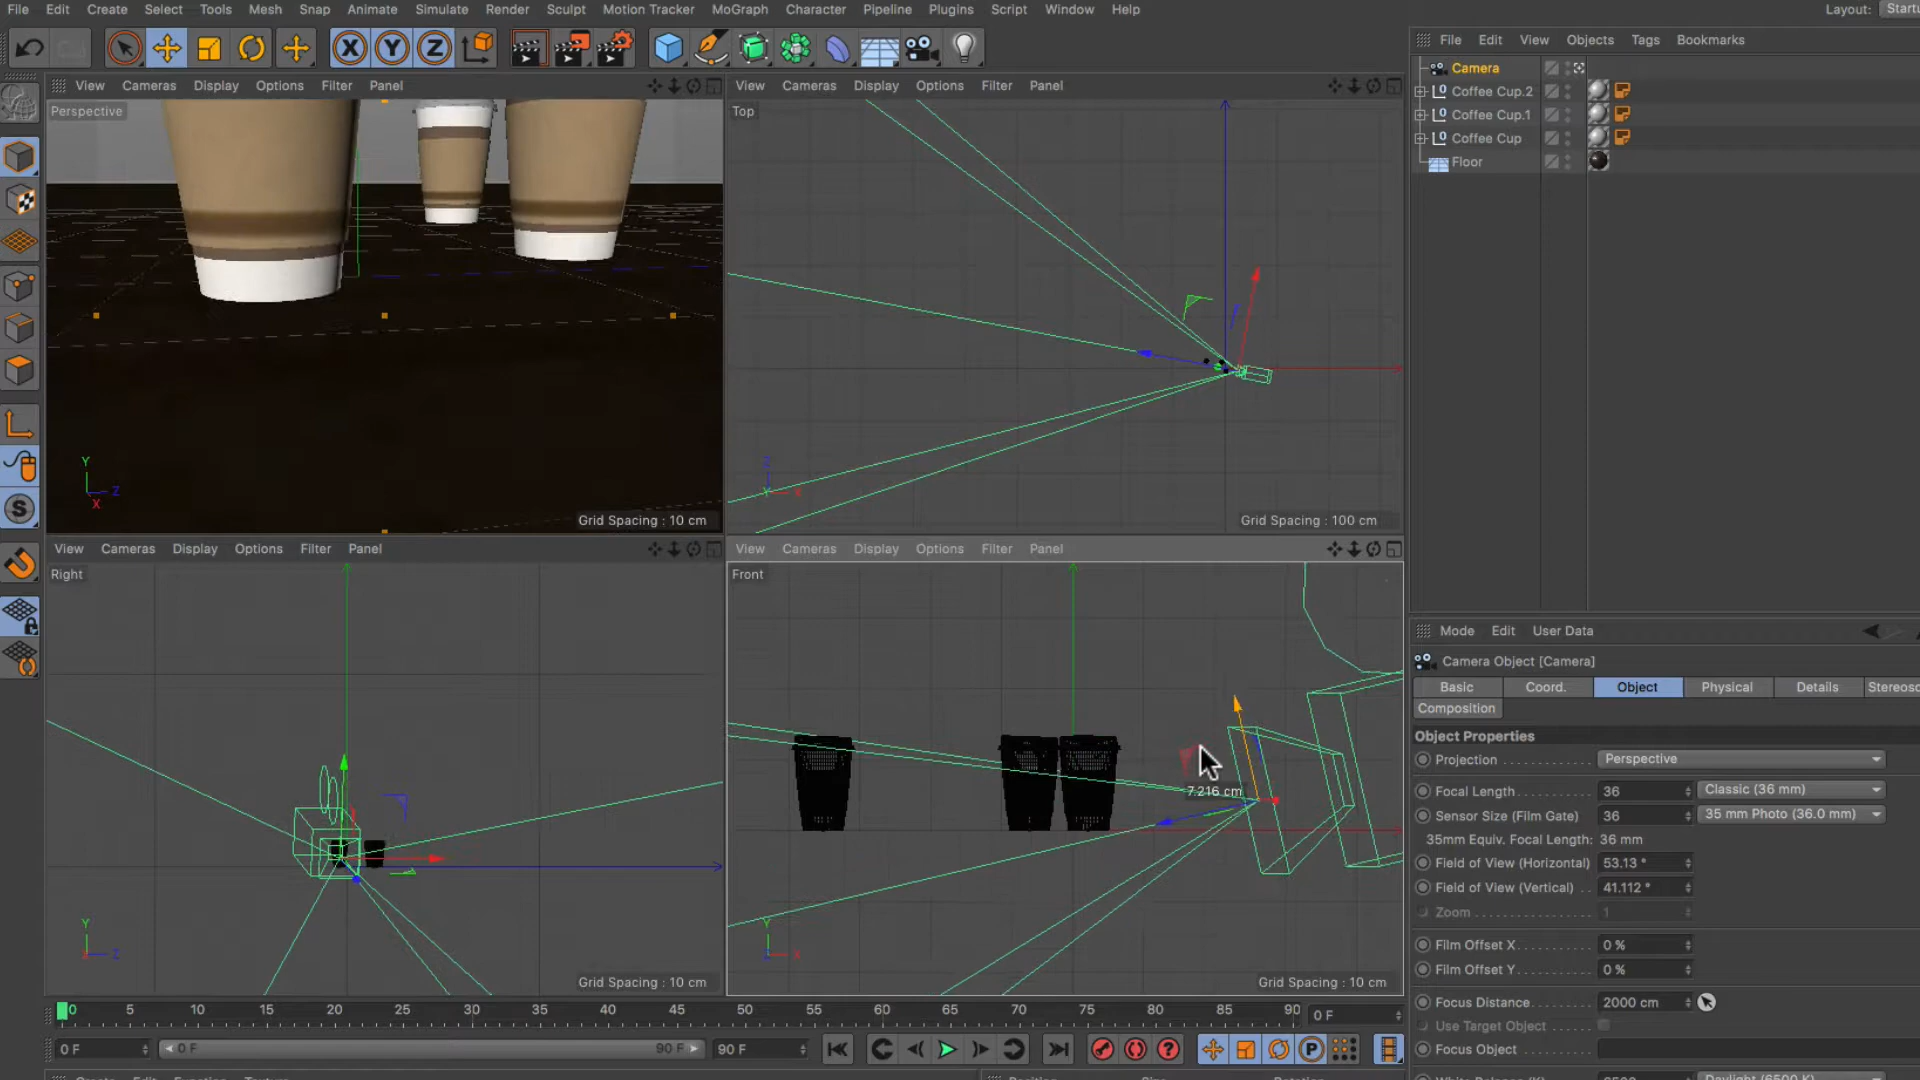 File Edit Create Select Tools Mesh Snap Animate Simulate Render Sculpt Motion Tracker MoGraph Character Pipeline Plugins Script Window Help Layout:
File Edit View Objects Tags Bookmarks
Camera
Coffee Cup.2
Coffee Cup.1
Coffee Cup
Floor
View Cameras Display Options Filter Panel
Perspective
Y
Z
X
Grid Spacing : 10 cm
View Cameras Display Options Filter Panel
Top
Z
Y X
Grid Spacing : 100 cm
View Cameras Display Options Filter Panel
Right
Y
X Z
Grid Spacing : 10 cm
View Cameras Display Options Filter Panel
Front
7.216 cm
Y
Z X
Grid Spacing : 10 cm
Mode Edit User Data
Camera Object [Camera]
Basic Coord. Object Physical Details
Composition
Object Properties
Projection Perspective
Focal Length 36 Classic (36 mm)
Sensor Size (Film Gate) 36 35 mm Photo (36.0 mm)
35mm Equiv. Focal Length: 36 mm
Field of View (Horizontal) 53.13 °
Field of View (Vertical) 41.112 °
Zoom 1
Film Offset X 0 %
Film Offset Y 0 %
Focus Distance 2000 cm
Use Target Object
Focus Object
0 5 10 15 20 25 30 35 40 45 50 55 60 65 70 75 80 85 90 0 F
0 F 0 F 90 F 90 F